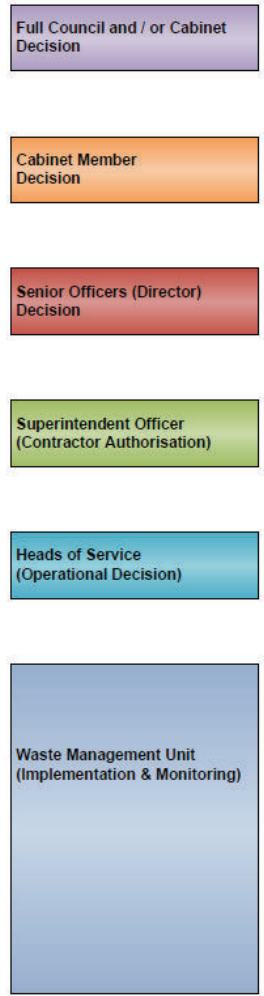 Full Council and / or Cabinet
Decision
Cabinet Member
Decision
Senior Officers (Director)
Decision
Superintendent Officer
(Contractor Authorisation)
Heads of Service
(Operational Decision)
Waste Management Unit
(Implementation & Monitoring)